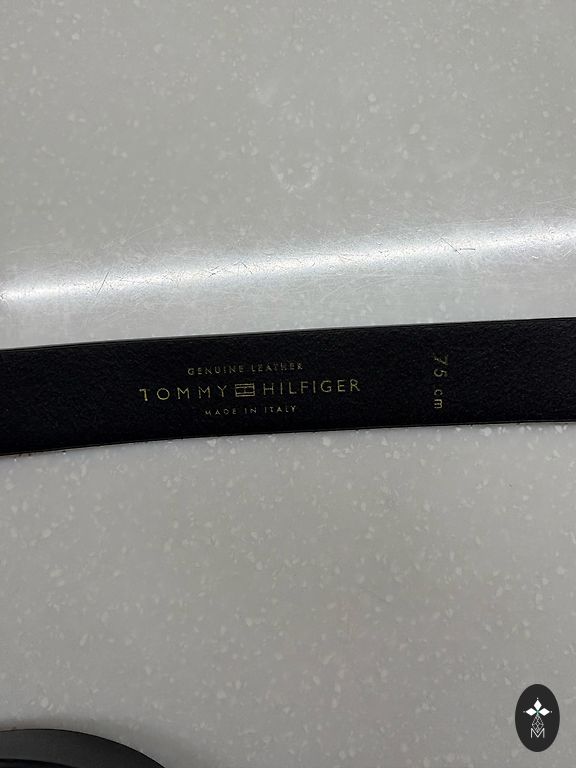 GENUINE LEATHER
TOMMY HILFIGER
MADE IN ITALY
75 cm
M